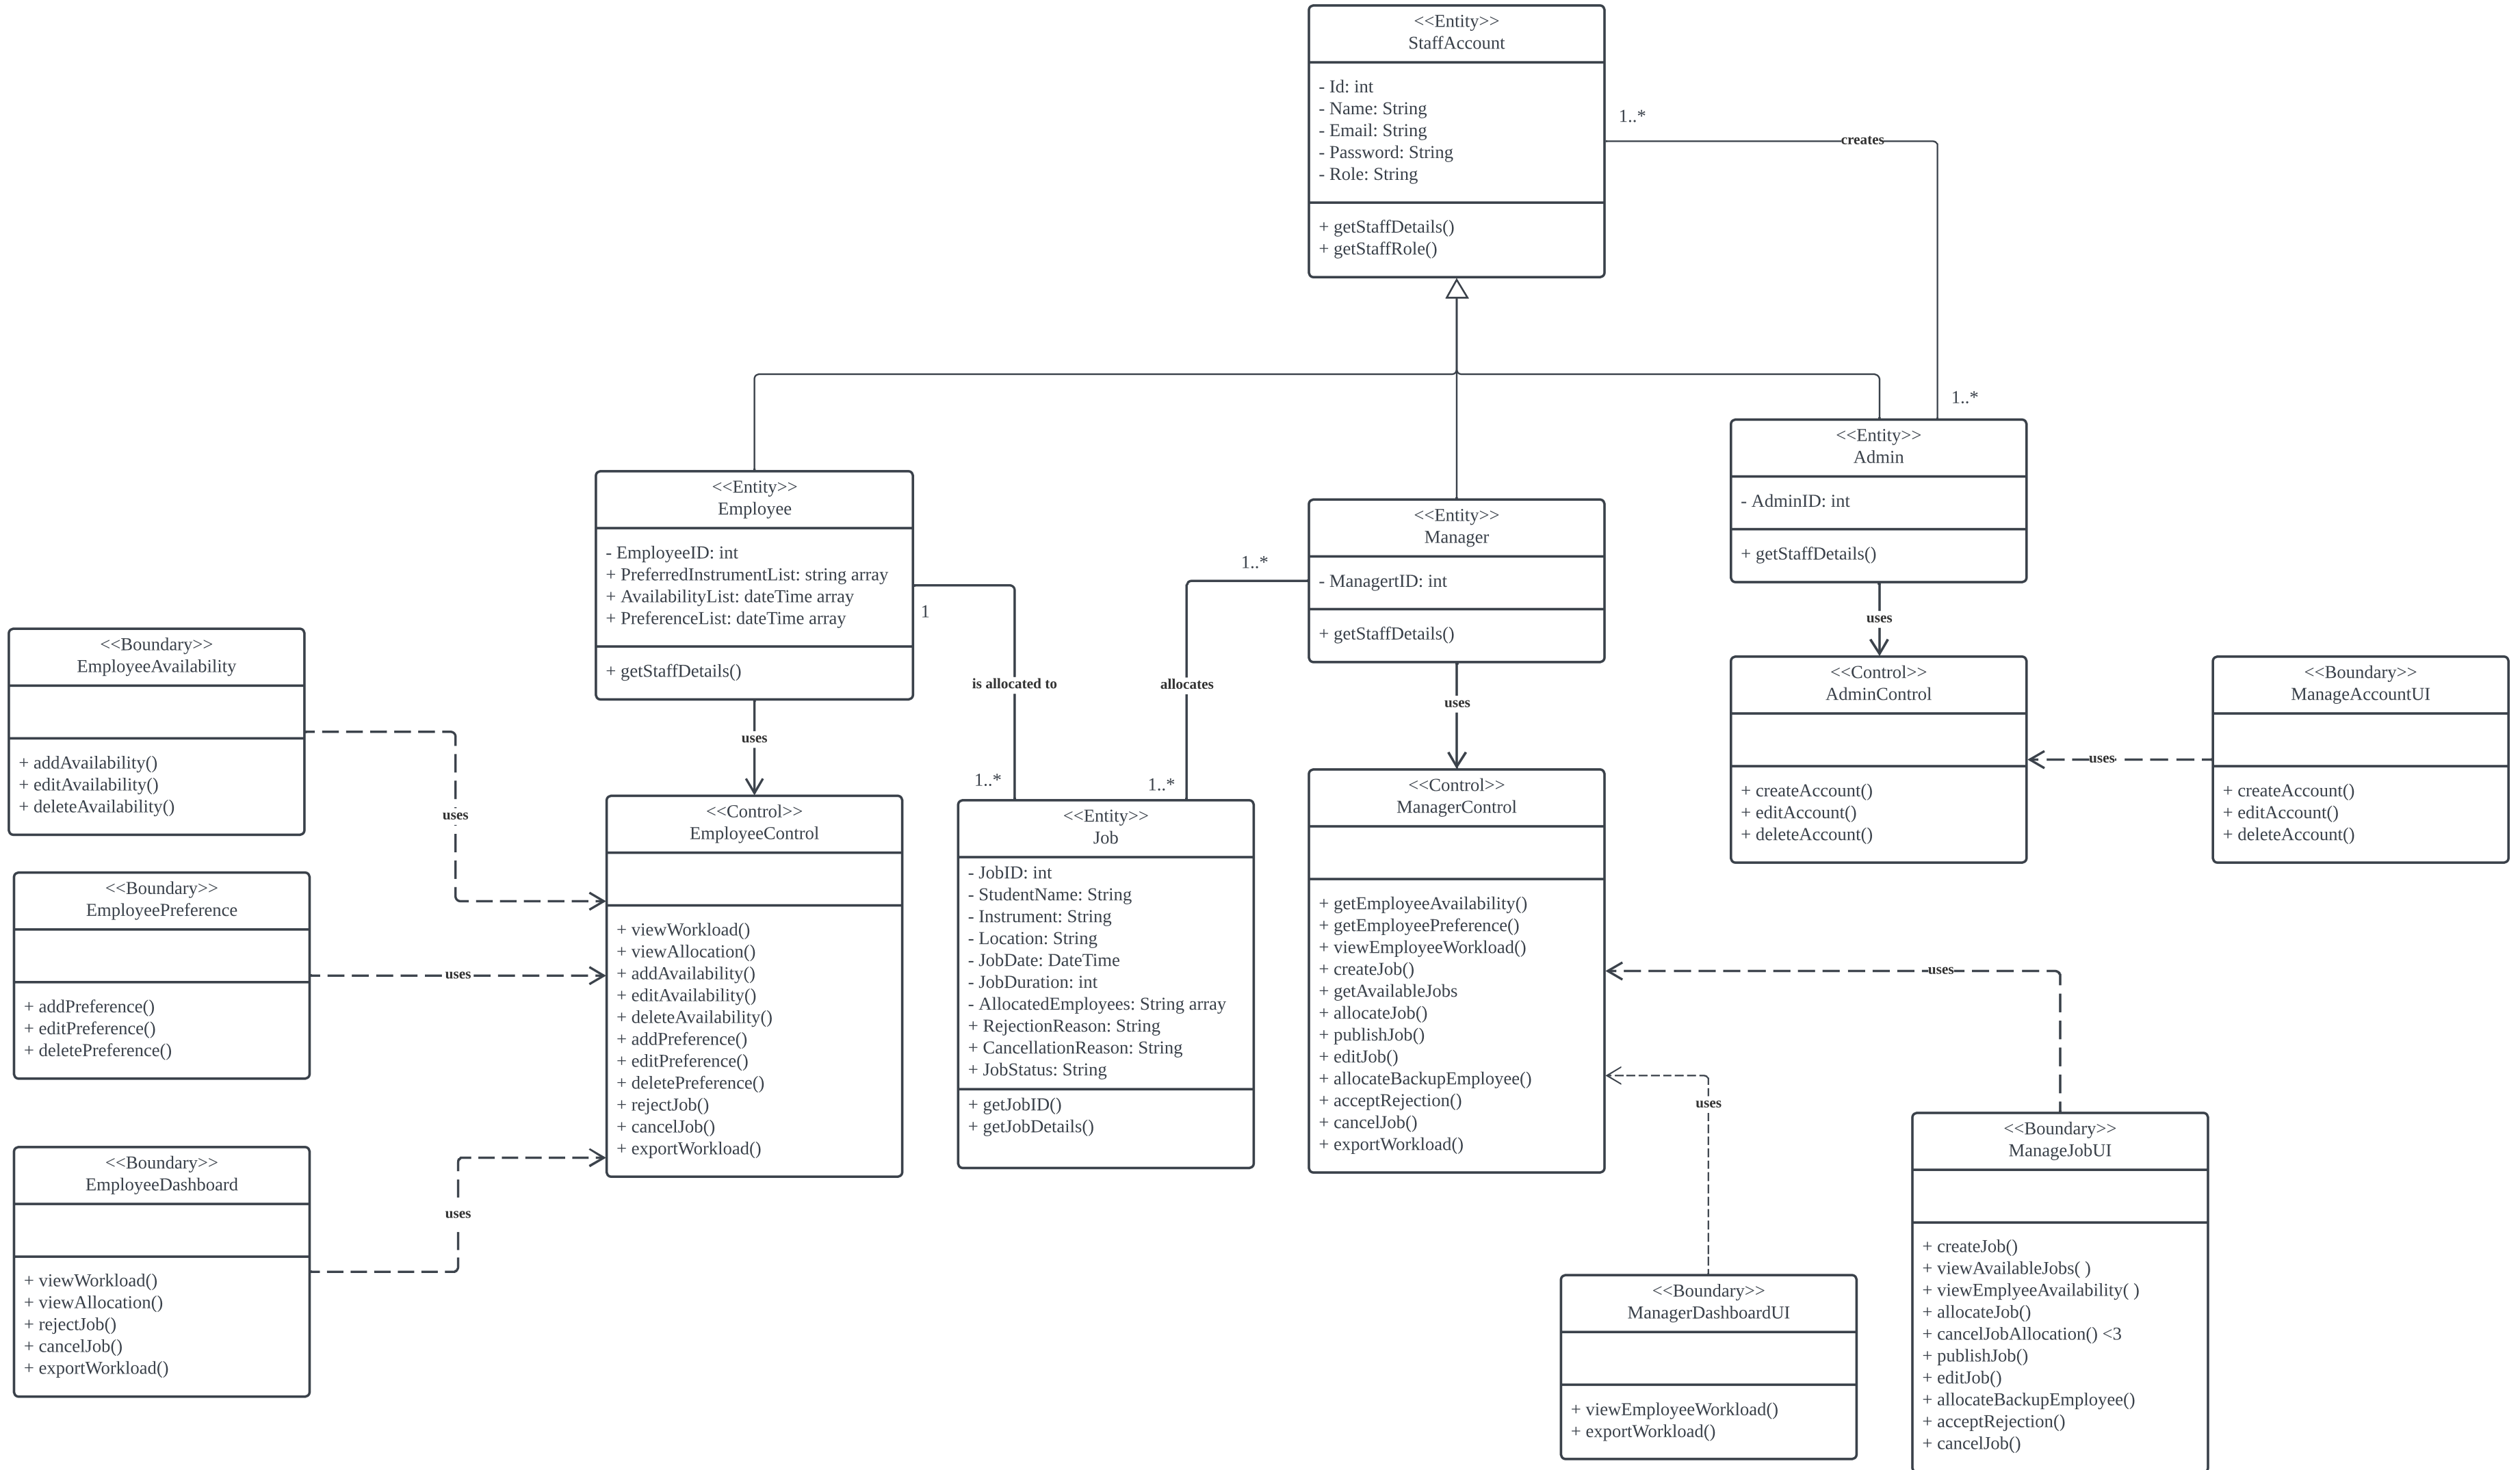 <<Entity>>
StaffAccount
- Id: int
- Name: String
- Email: String
- Password: String
- Role: String
+ getStaffDetails()
+ getStaffRole()
1..*
creates
1..*
<<Entity>>
Employee
- EmployeeID: int
+ PreferredInstrumentList: string array
+ AvailabilityList: dateTime array
+ PreferenceList: dateTime array
+ getStaffDetails()
1
is allocated to
1..*
uses
<<Entity>>
Manager
- ManagertID: int
+ getStaffDetails()
1..*
allocates
1..*
uses
<<Entity>>
Admin
- AdminID: int
+ getStaffDetails()
uses
<<Boundary>>
EmployeeAvailability
+ addAvailability()
+ editAvailability()
+ deleteAvailability()
uses
<<Boundary>>
EmployeePreference
+ addPreference()
+ editPreference()
+ deletePreference()
uses
<<Boundary>>
EmployeeDashboard
+ viewWorkload()
+ viewAllocation()
+ rejectJob()
+ cancelJob()
+ exportWorkload()
uses
<<Control>>
EmployeeControl
+ viewWorkload()
+ viewAllocation()
+ addAvailability()
+ editAvailability()
+ deleteAvailability()
+ addPreference()
+ editPreference()
+ deletePreference()
+ rejectJob()
+ cancelJob()
+ exportWorkload()
<<Entity>>
Job
- JobID: int
- StudentName: String
- Instrument: String
- Location: String
- JobDate: DateTime
- JobDuration: int
- AllocatedEmployees: String array
+ RejectionReason: String
+ CancellationReason: String
+ JobStatus: String
+ getJobID()
+ getJobDetails()
<<Control>>
ManagerControl
+ getEmployeeAvailability()
+ getEmployeePreference()
+ viewEmployeeWorkload()
+ createJob()
+ getAvailableJobs
+ allocateJob()
+ publishJob()
+ editJob()
+ allocateBackupEmployee()
+ acceptRejection()
+ cancelJob()
+ exportWorkload()
<<Control>>
AdminControl
+ createAccount()
+ editAccount()
+ deleteAccount()
uses
<<Boundary>>
ManageAccountUI
+ createAccount()
+ editAccount()
+ deleteAccount()
uses
uses
<<Boundary>>
ManagerDashboardUI
+ viewEmployeeWorkload()
+ exportWorkload()
<<Boundary>>
ManageJobUI
+ createJob()
+ viewAvailableJobs( )
+ viewEmplyeeAvailability( )
+ allocateJob()
+ cancelJobAllocation() <3
+ publishJob()
+ editJob()
+ allocateBackupEmployee()
+ acceptRejection()
+ cancelJob()